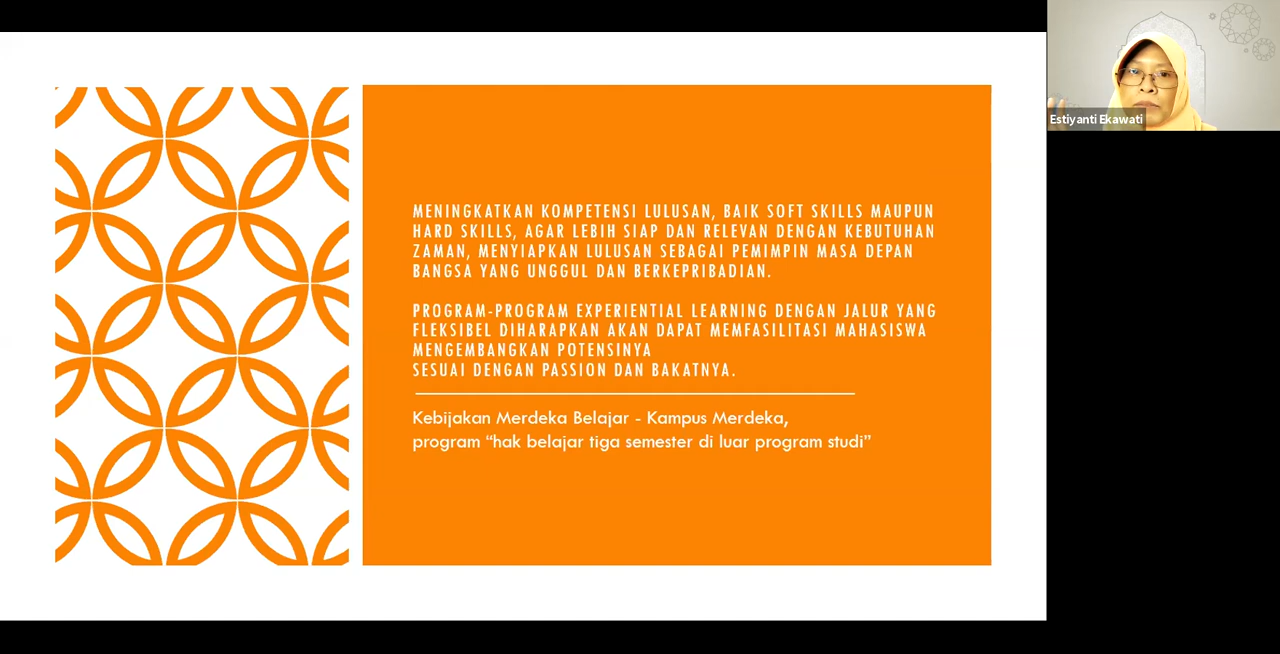 MENINGKATKAN KOMPETENSI LULUSAN, BAIK SOFT SKILLS MAUPUN
HARD SKILLS, AGAR LEBIH SIAP DAN RELEVAN DENGAN KEBUTUHAN
ZAMAN, MENYIAPKAN LULUSAN SEBAGAI PEMIMPIN MASA DEPAN
BANGSA YANG UNGGUL DAN BERKEPRIBADIAN.
PROGRAM-PROGRAM EXPERIENTIAL LEARNING DENGAN JALUR YANG
FLEKSIBEL DIHARAPKAN AKAN DAPAT MEMFASILITASI MAHASISWA
MENGEMBANGKAN POTENSINYA
SESUAI DENGAN PASSION DAN BAKATNYA.
Kebijakan Merdeka Belajar - Kampus Merdeka,
program “hak belajar tiga semester di luar program studi”
Estiyanti Ekawati